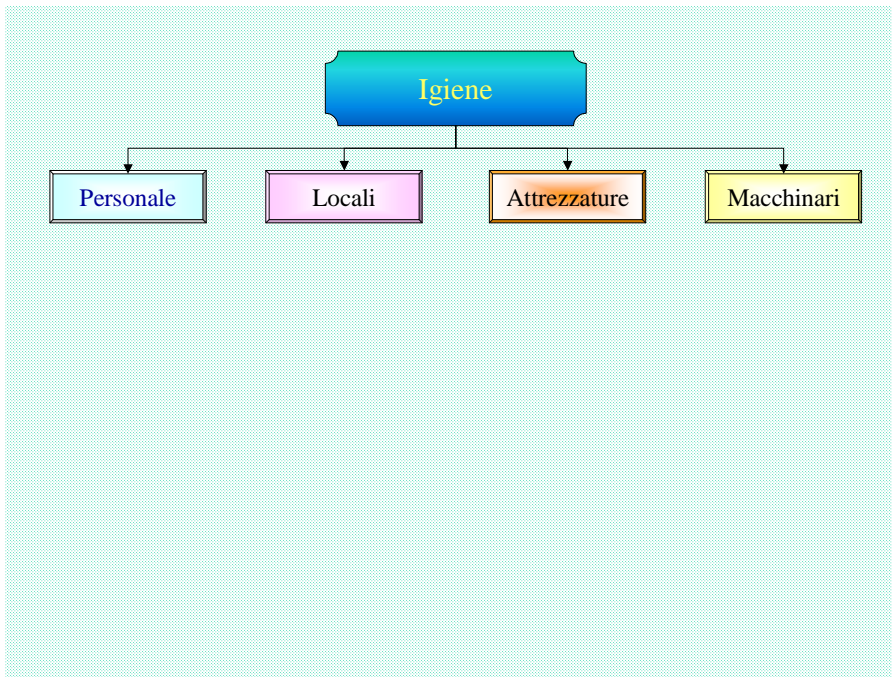 Igiene
Personale
Locali
Attrezzature
Macchinari